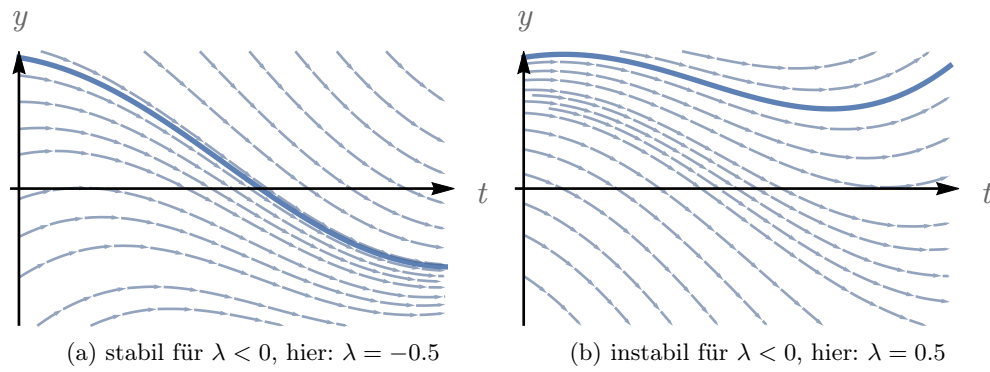 y
y
t
t
(a) stabil für λ < 0, hier: λ = −0.5
(b) instabil für λ < 0, hier: λ = 0.5